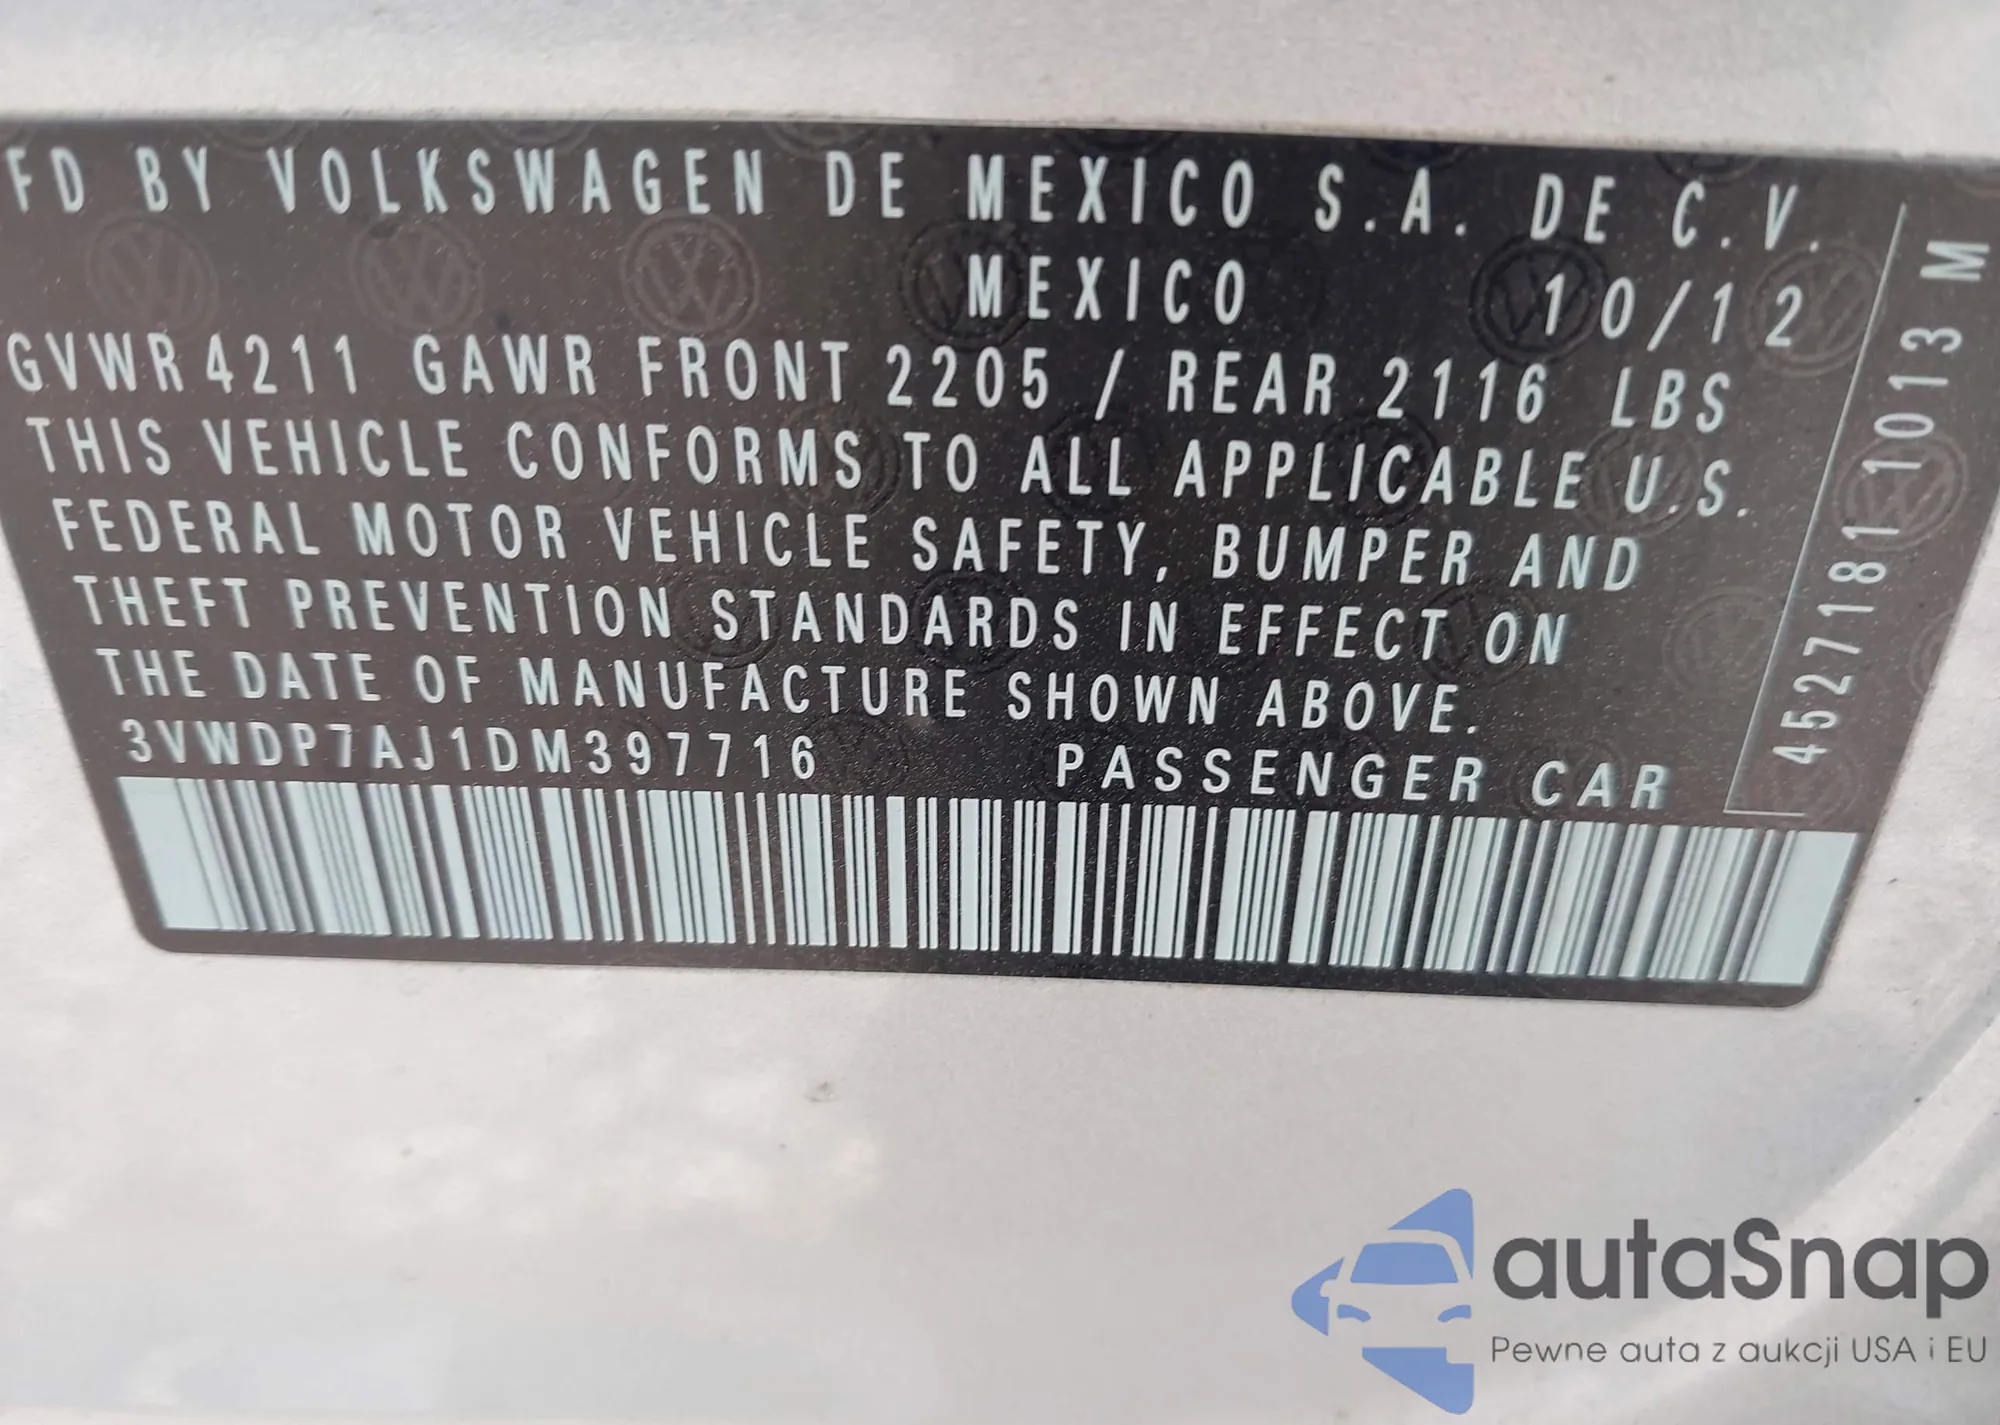 FD BY VOLKSWAGEN DE MEXICO S.A. DE C.V.
MEXICO 10/12
GVWR 4211 GAWR FRONT 2205 / REAR 2116 LBS
THIS VEHICLE CONFORMS TO ALL APPLICABLE U.S.
FEDERAL MOTOR VEHICLE SAFETY, BUMPER AND
THEFT PREVENTION STANDARDS IN EFFECT ON
THE DATE OF MANUFACTURE SHOWN ABOVE.
3VWDP7AJ1DM397716 PASSENGER CAR
4527181 1013 M
autaSnap
Pewne auta z aukcji USA i EU